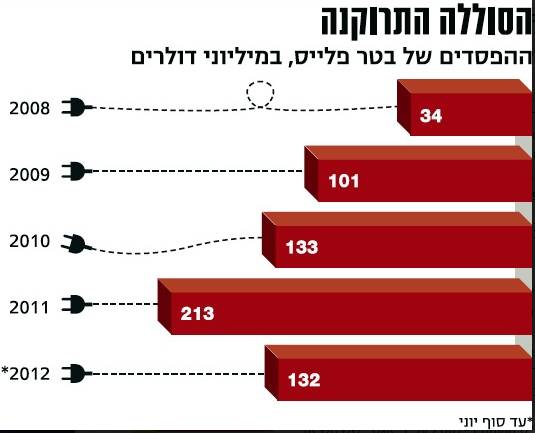 הסוללה התרוקנה
ההפסדים של בטר פלייס, במיליוני דולרים
2008 34
2009 101
2010 133
2011 213
*2012 132
*עד סוף יוני